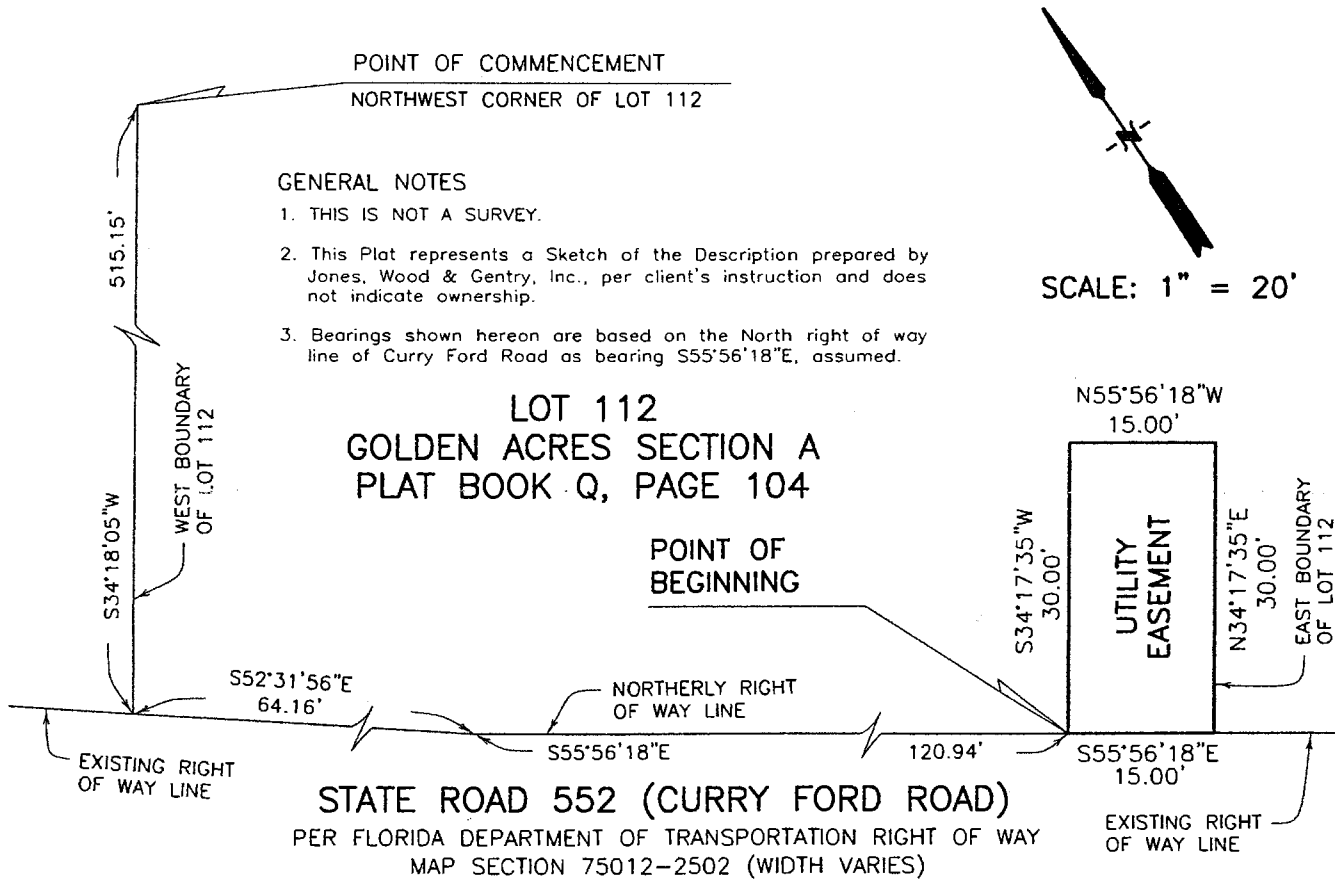 POINT OF COMMENCEMENT
NORTHWEST CORNER OF LOT 112
515.15'
GENERAL NOTES
1. THIS IS NOT A SURVEY.
2. This Plat represents a Sketch of the Description prepared by
Jones, Wood & Gentry, Inc., per client's instruction and does
not indicate ownership.
3. Bearings shown hereon are based on the North right of way
line of Curry Ford Road as bearing S55°56'18"E, assumed.
SCALE: 1" = 20'
LOT 112
GOLDEN ACRES SECTION A
PLAT BOOK Q, PAGE 104
WEST BOUNDARY
OF LOT 112
S34°18'05"W
N55°56'18"W
15.00'
S34°17'35"W
30.00'
UTILITY
EASEMENT
N34°17'35"E
30.00'
EAST BOUNDARY
OF LOT 112
POINT OF
BEGINNING
S52°31'56"E
64.16'
NORTHERLY RIGHT
OF WAY LINE
S55°56'18"E
120.94'
S55°56'18"E
15.00'
EXISTING RIGHT
OF WAY LINE
STATE ROAD 552 (CURRY FORD ROAD)
PER FLORIDA DEPARTMENT OF TRANSPORTATION RIGHT OF WAY
MAP SECTION 75012-2502 (WIDTH VARIES)
EXISTING RIGHT
OF WAY LINE